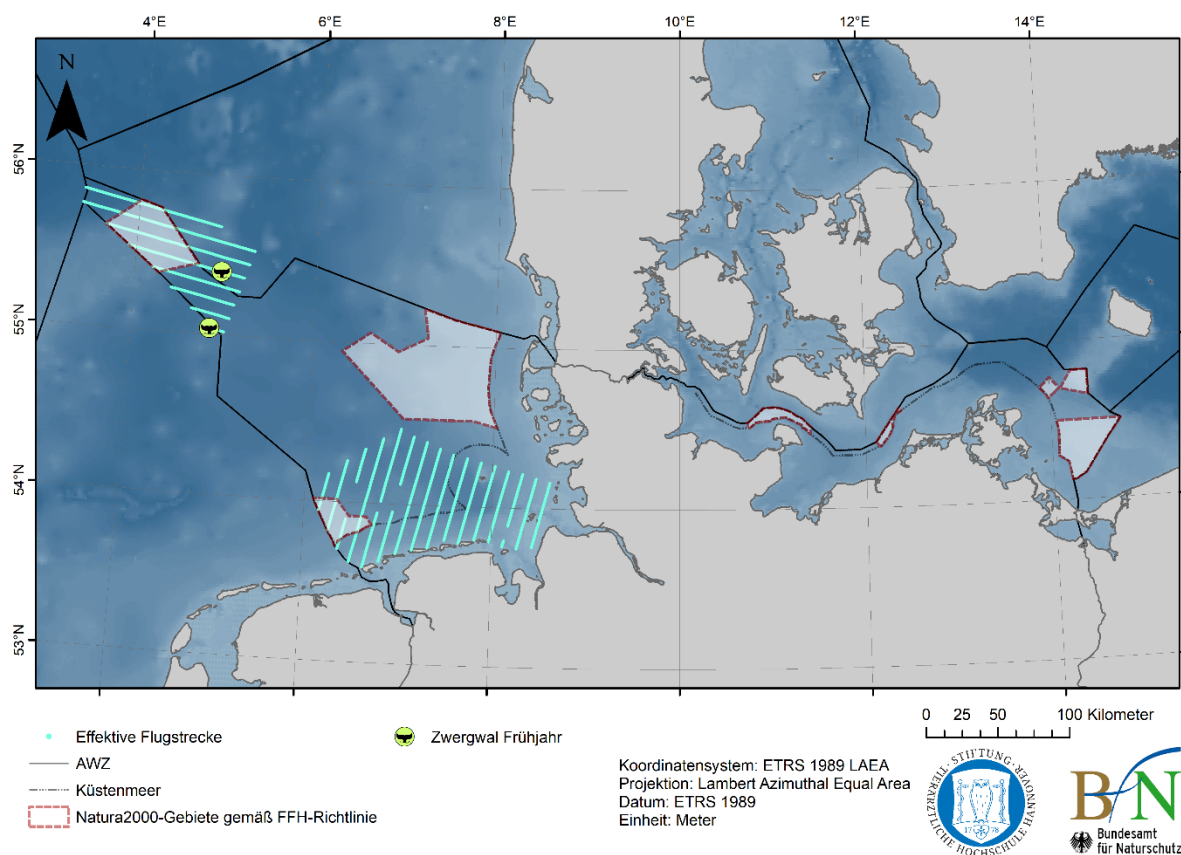 4°E 6°E 8°E 10°E 12°E 14°E
N
56°N
55°N
54°N
53°N
Effektive Flugstrecke
AWZ
Küstenmeer
Natura2000-Gebiete gemäß FFH-Richtlinie
Zwergwal Frühjahr
Koordinatensystem: ETRS 1989 LAEA
Projektion: Lambert Azimuthal Equal Area
Datum: ETRS 1989
Einheit: Meter
0 25 50 100 Kilometer
STIFTUNG · TIERÄRZTLICHE HOCHSCHULE HANNOVER
1778
BfN
Bundesamt
für Naturschutz